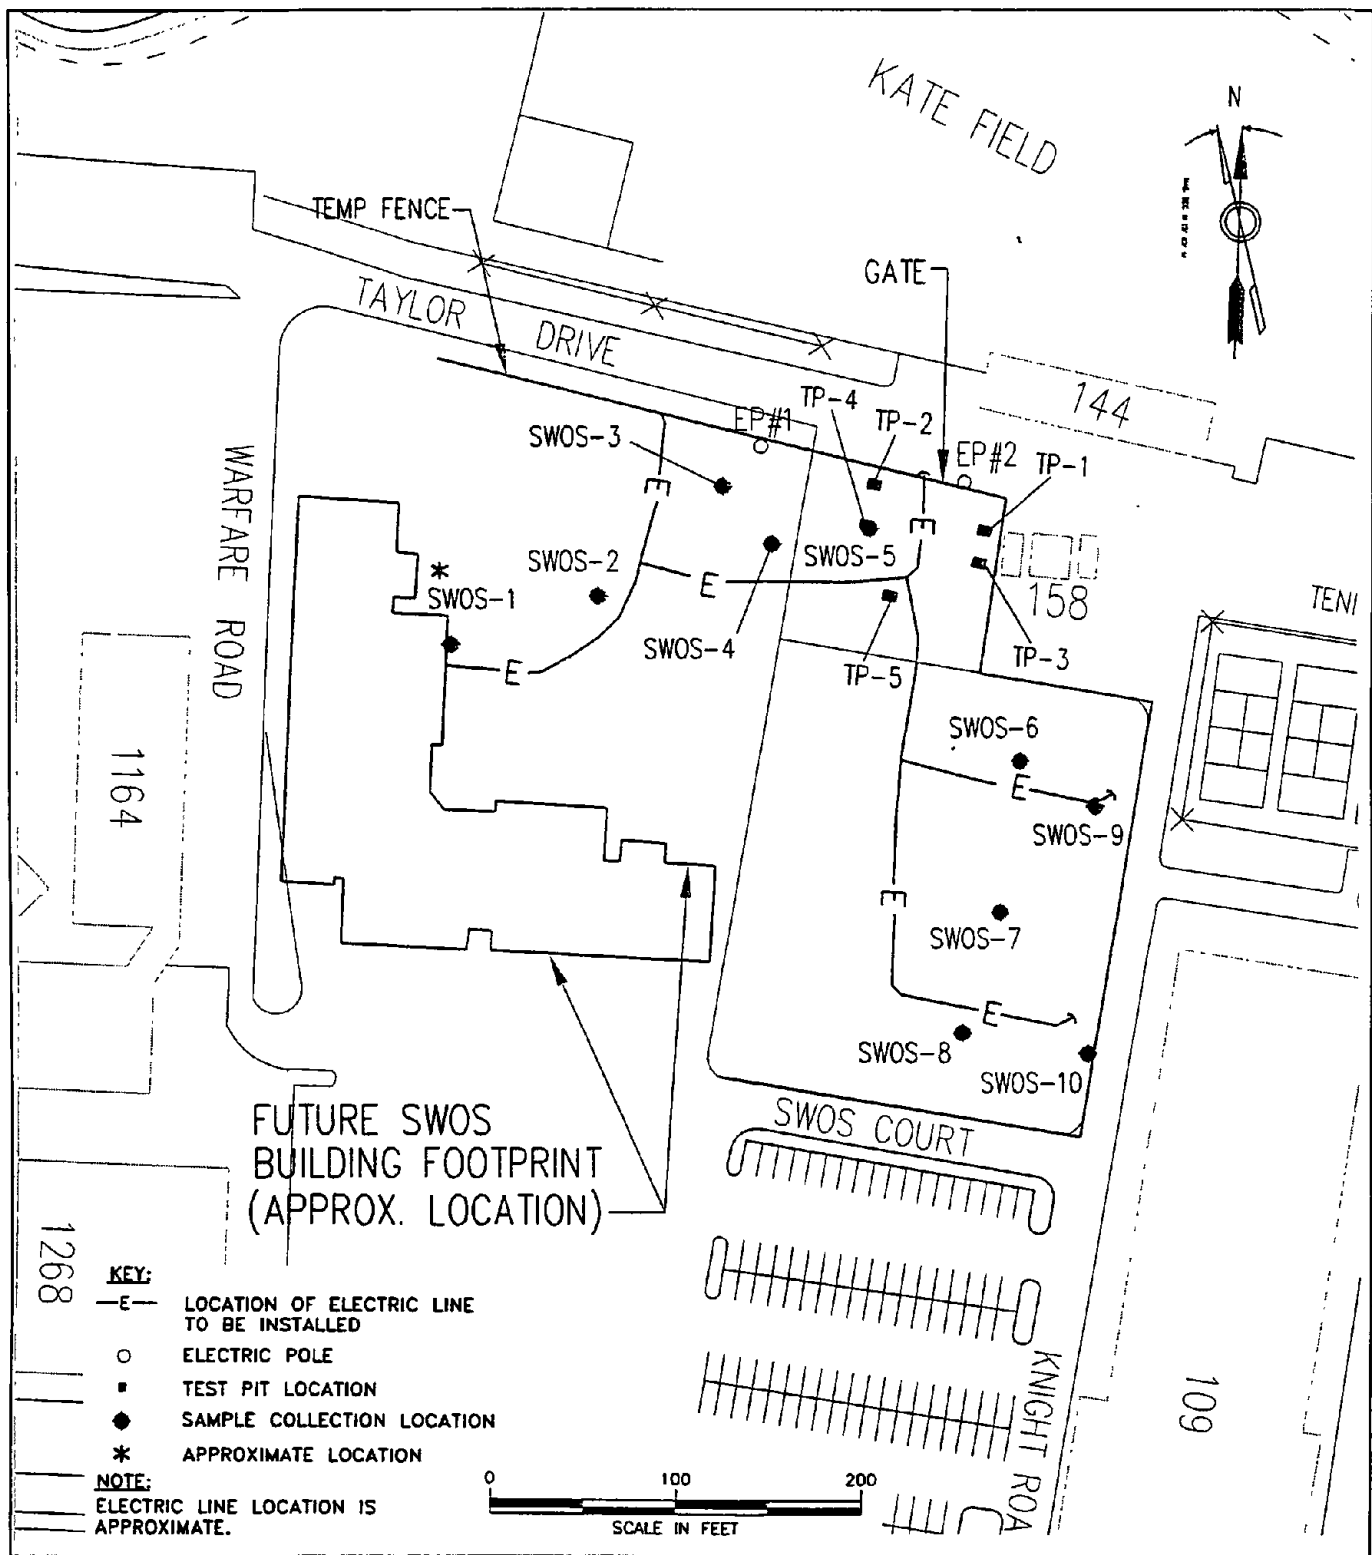 KATE FIELD
N
TEMP FENCE
GATE
TAYLOR DRIVE
144
TP-4
TP-2
EP#1
SWOS-3
EP#2
TP-1
WARFARE ROAD
SWOS-5
SWOS-2
SWOS-1
158
TENI
SWOS-4
TP-5
TP-3
SWOS-6
1164
SWOS-9
SWOS-7
SWOS-8
SWOS-10
SWOS COURT
FUTURE SWOS
BUILDING FOOTPRINT
(APPROX. LOCATION)
1268
109
KNIGHT ROA
E
E
E
E
E
E
E
KEY:
-E- LOCATION OF ELECTRIC LINE
TO BE INSTALLED
ELECTRIC POLE
TEST PIT LOCATION
SAMPLE COLLECTION LOCATION
* APPROXIMATE LOCATION
NOTE:
ELECTRIC LINE LOCATION IS
APPROXIMATE.
0 100 200
SCALE IN FEET